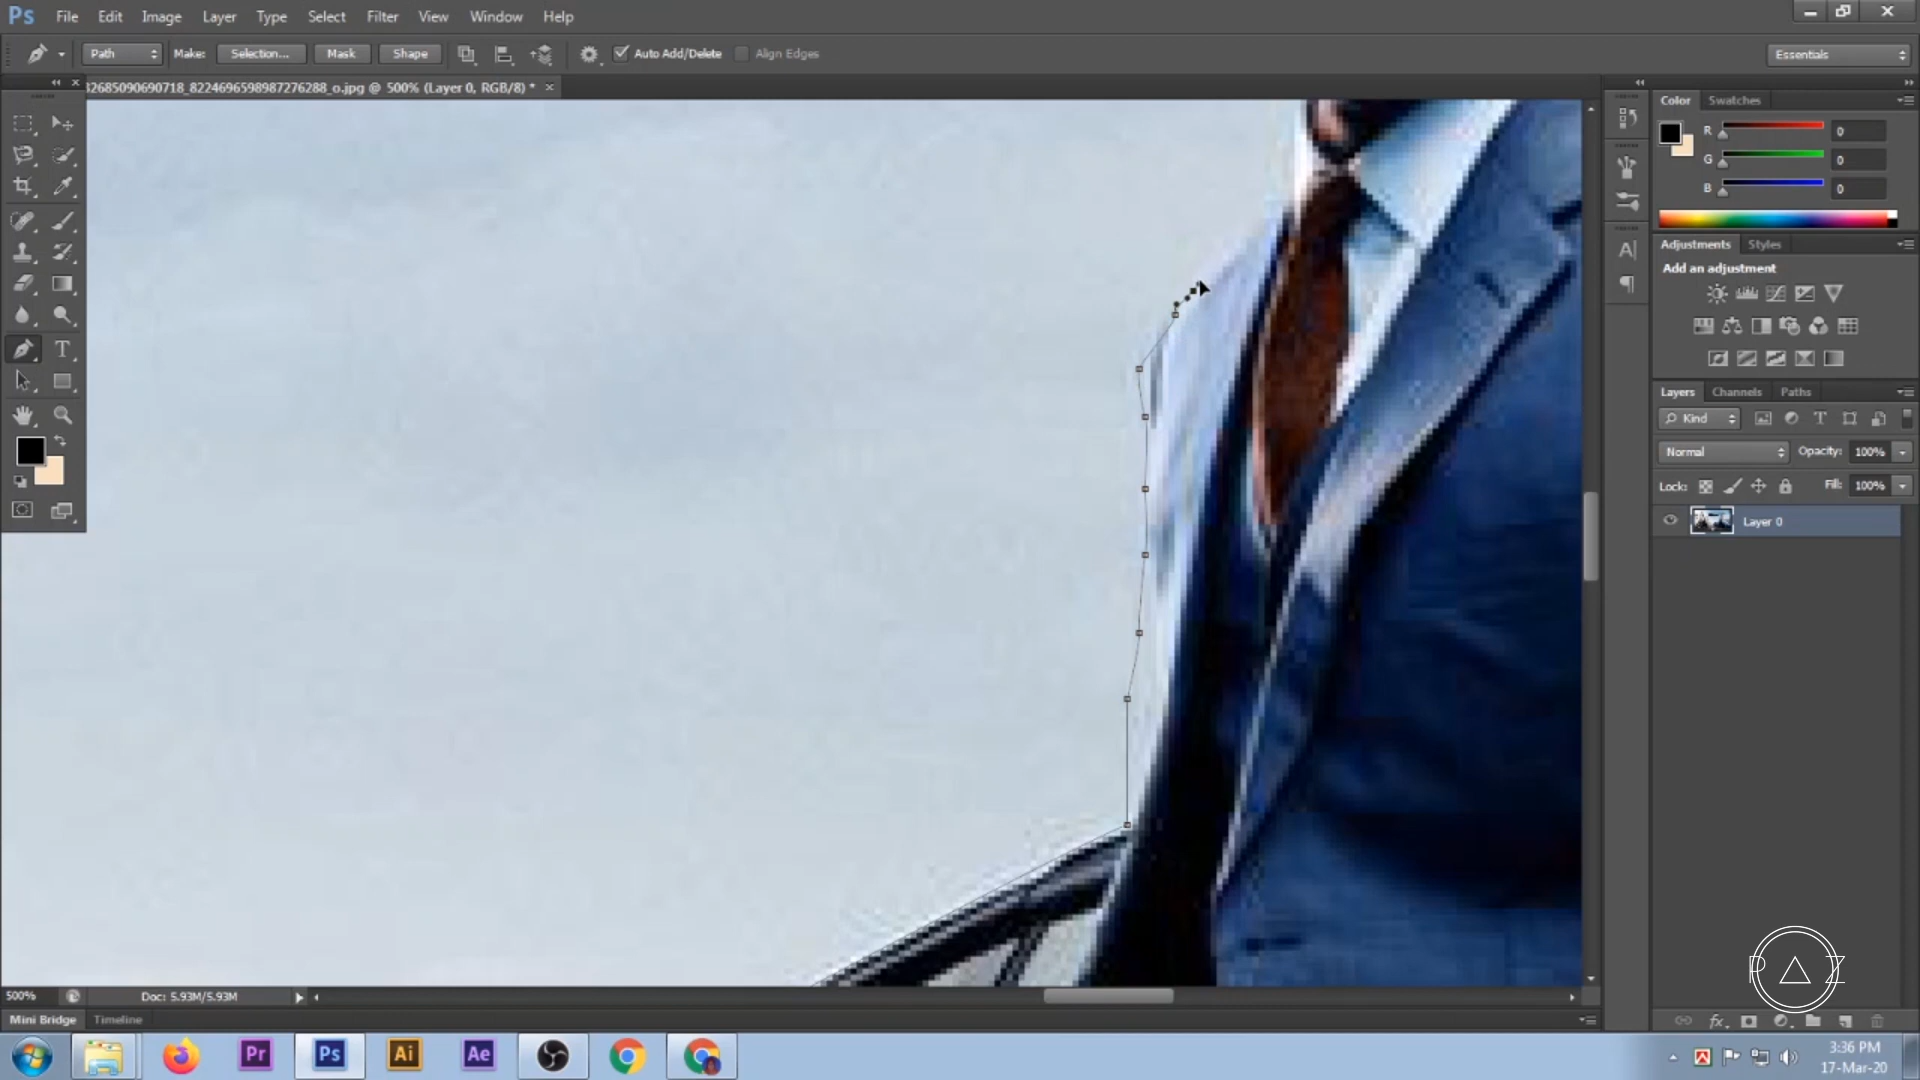 Ps File Edit Image Layer Type Select Filter View Window Help
Path Make: Selection... Mask Shape Auto Add/Delete Align Edges Essentials
32685090690718_8224696598987276288_o.jpg @ 500% (Layer 0, RGB/8) *
Color Swatches
R 0
G 0
B 0
Adjustments Styles
Add an adjustment
Layers Channels Paths
Kind
Normal Opacity: 100%
Lock: Fill: 100%
Layer 0
500% Doc: 5.93M/5.93M
Mini Bridge Timeline
P Z
Pr Ps Ai Ae
3:36 PM
17-Mar-20